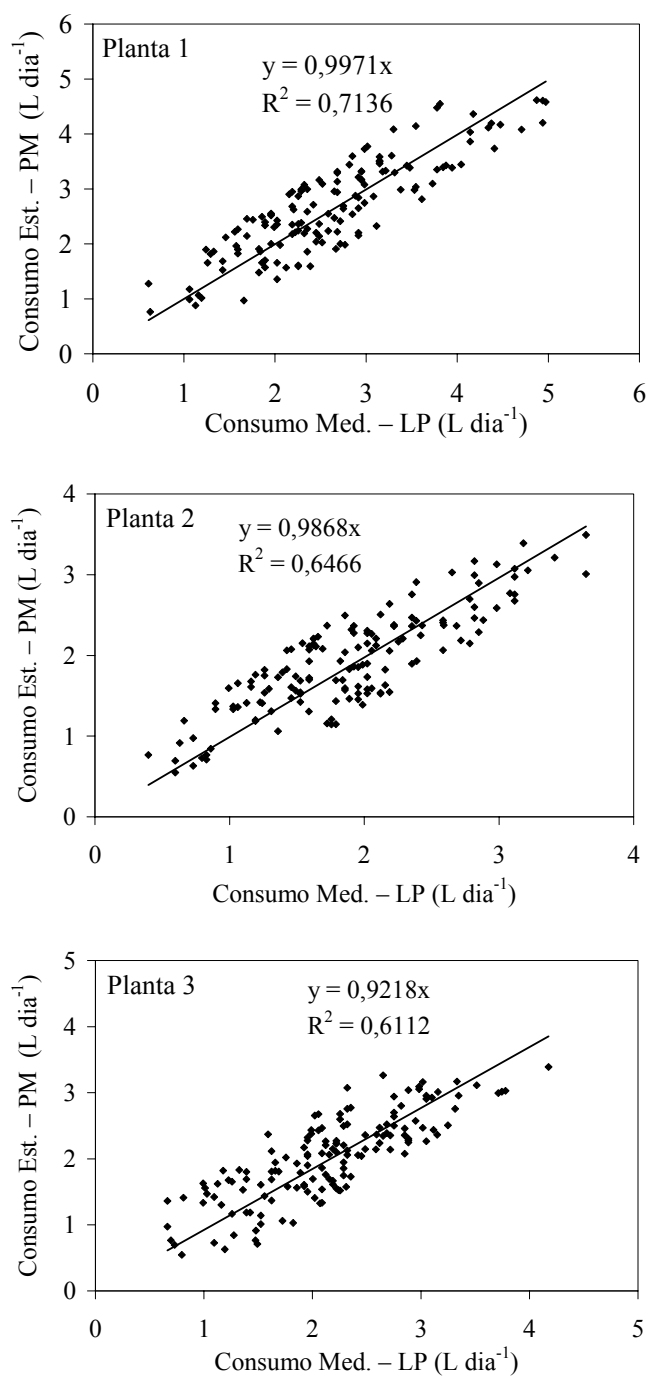 Planta 1
y = 0,9971x
R² = 0,7136
Consumo Est. – PM (L dia⁻¹)
6
5
4
3
2
1
0
0 1 2 3 4 5 6
Consumo Med. – LP (L dia⁻¹)
Planta 2
y = 0,9868x
R² = 0,6466
Consumo Est. – PM (L dia⁻¹)
4
3
2
1
0
0 1 2 3 4
Consumo Med. – LP (L dia⁻¹)
Planta 3
y = 0,9218x
R² = 0,6112
Consumo Est. – PM (L dia⁻¹)
5
4
3
2
1
0
0 1 2 3 4 5
Consumo Med. – LP (L dia⁻¹)